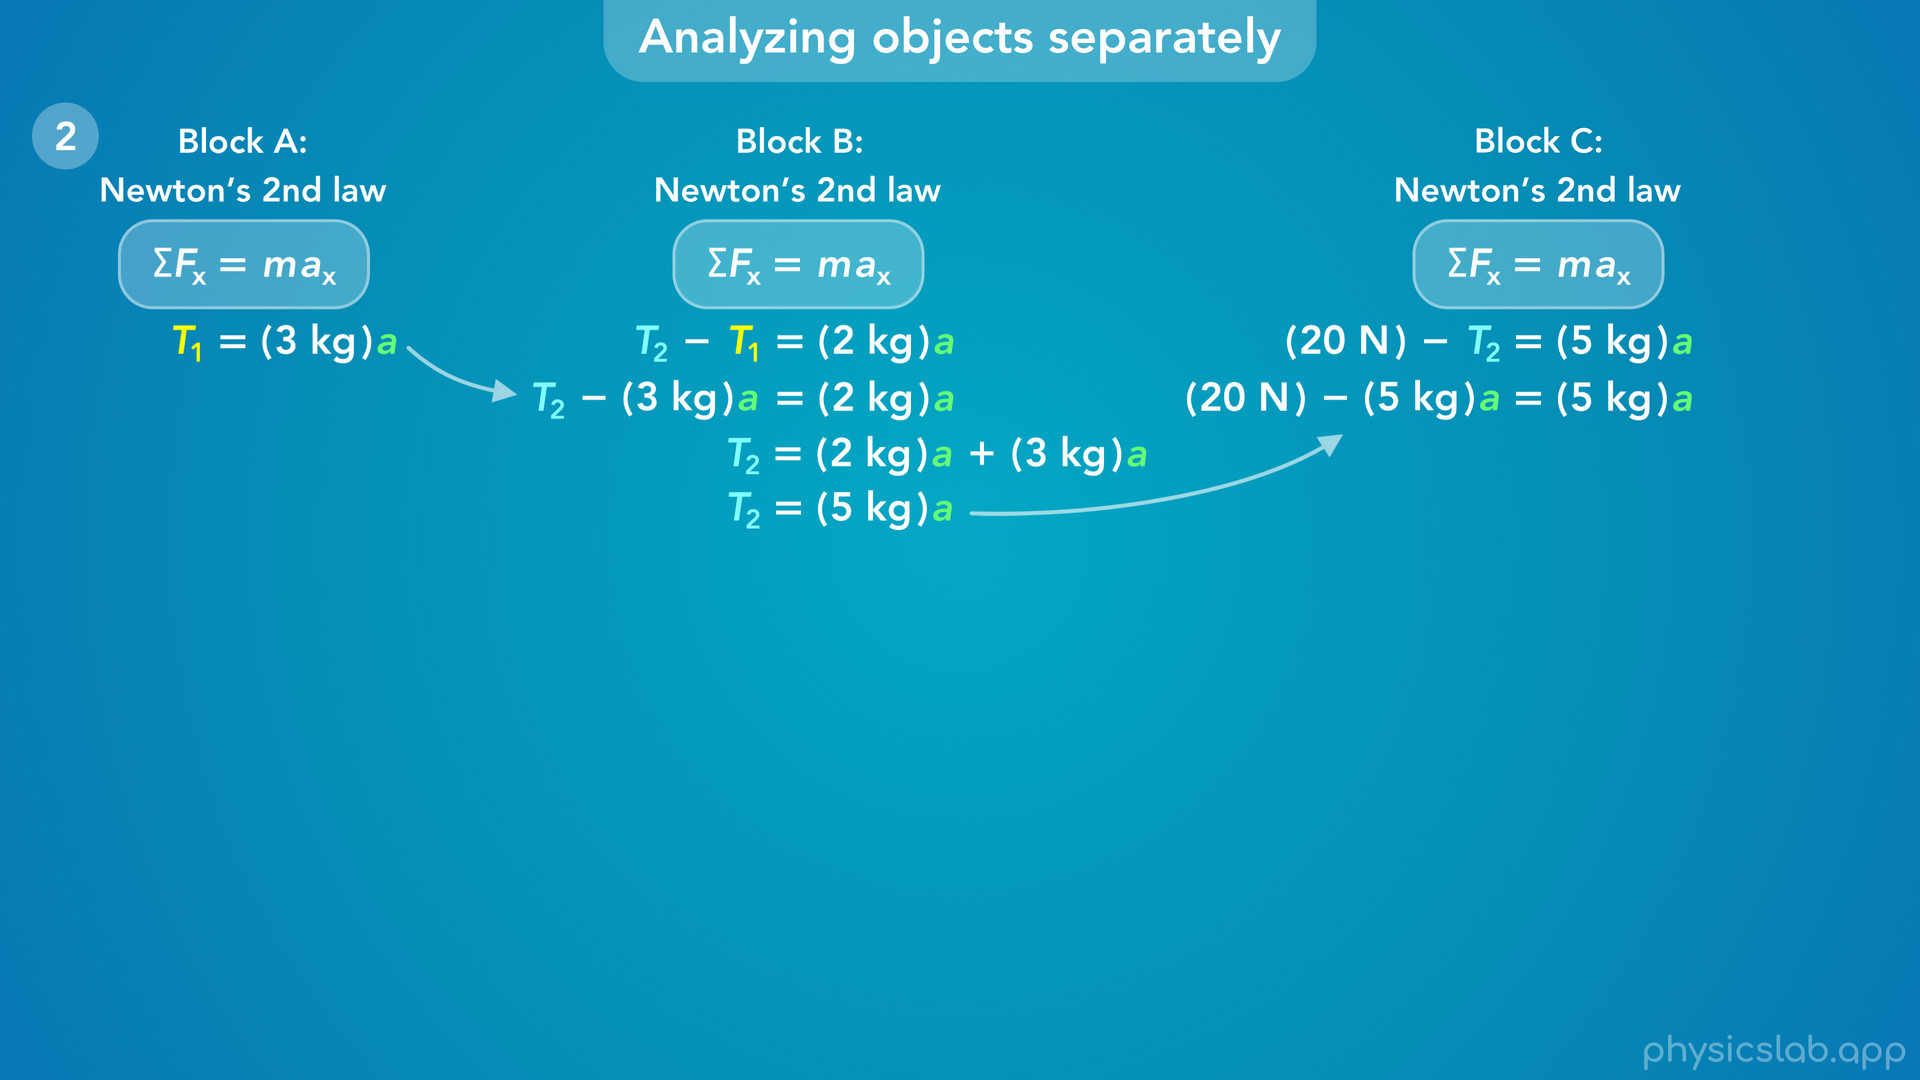 Analyzing objects separately
2
Block A:
Newton's 2nd law
ΣFₓ = maₓ
T₁ = (3 kg)a
Block B:
Newton's 2nd law
ΣFₓ = maₓ
T₂ − T₁ = (2 kg)a
T₂ − (3 kg)a = (2 kg)a
T₂ = (2 kg)a + (3 kg)a
T₂ = (5 kg)a
Block C:
Newton's 2nd law
ΣFₓ = maₓ
(20 N) − T₂ = (5 kg)a
(20 N) − (5 kg)a = (5 kg)a
physicslab.app